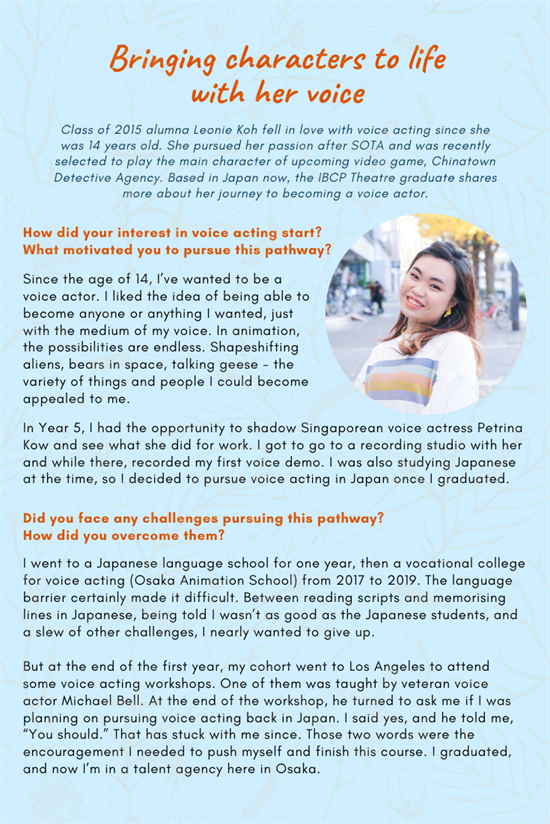 Bringing characters to life
with her voice
Class of 2015 alumna Leonie Koh fell in love with voice acting since she
was 14 years old. She pursued her passion after SOTA and was recently
selected to play the main character of upcoming video game, Chinatown
Detective Agency. Based in Japan now, the IBCP Theatre graduate shares
more about her journey to becoming a voice actor.
How did your interest in voice acting start?
What motivated you to pursue this pathway?
Since the age of 14, I've wanted to be a
voice actor. I liked the idea of being able to
become anyone or anything I wanted, just
with the medium of my voice. In animation,
the possibilities are endless. Shapeshifting
aliens, bears in space, talking geese - the
variety of things and people I could become
appealed to me.
In Year 5, I had the opportunity to shadow Singaporean voice actress Petrina
Kow and see what she did for work. I got to go to a recording studio with her
and while there, recorded my first voice demo. I was also studying Japanese
at the time, so I decided to pursue voice acting in Japan once I graduated.
Did you face any challenges pursuing this pathway?
How did you overcome them?
I went to a Japanese language school for one year, then a vocational college
for voice acting (Osaka Animation School) from 2017 to 2019. The language
barrier certainly made it difficult. Between reading scripts and memorising
lines in Japanese, being told I wasn't as good as the Japanese students, and
a slew of other challenges, I nearly wanted to give up.
But at the end of the first year, my cohort went to Los Angeles to attend
some voice acting workshops. One of them was taught by veteran voice
actor Michael Bell. At the end of the workshop, he turned to ask me if I was
planning on pursuing voice acting back in Japan. I said yes, and he told me,
"You should." That has stuck with me since. Those two words were the
encouragement I needed to push myself and finish this course. I graduated,
and now I'm in a talent agency here in Osaka.